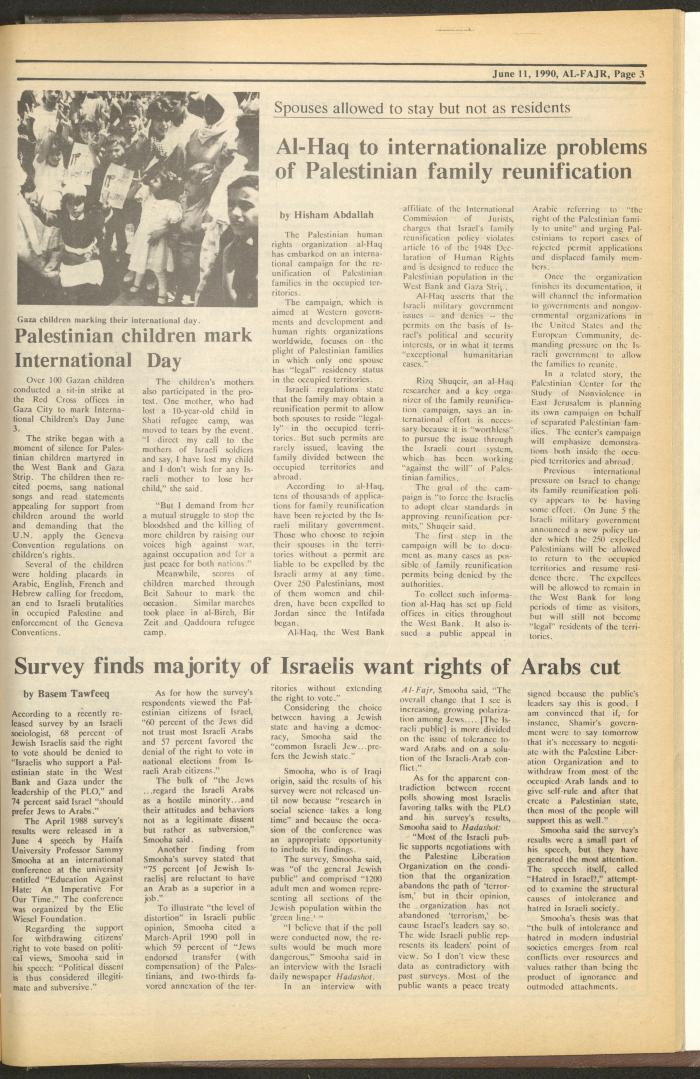 June 11, 1990, AL-FAJR, Page 3
Gaza children marking their international day.
Palestinian children mark
International Day
Over 100 Gazan children
conducted a sit-in strike at
the Red Cross offices in
Gaza City to mark Interna-
tional Children's Day June
3.
The strike began with a
moment of silence for Pales-
tinian children martyred in
the West Bank and Gaza
Strip. The children then re-
cited poems, sang national
songs and read statements
appealing for support from
children around the world
and demanding that the
U.N. apply the Geneva
Convention regulations on
children's rights.
Several of the children
were holding placards in
Arabic, English, French and
Hebrew calling for freedom,
an end to Israeli brutalities
in occupied Palestine and
enforcement of the Geneva
Conventions.
The children's mothers
also participated in the pro-
test. One mother, who had
lost a 10-year-old child in
Shati refugee camp, was
moved to tears by the event.
"I direct my call to the
mothers of Israeli soldiers
and say, I have lost my child
and I don't wish for any Is-
raeli mother to lose her
child," she said.
"But I demand from her
a mutual struggle to stop the
bloodshed and the killing of
more children by raising our
voices high against war,
against occupation and for a
just peace for both nations."
Meanwhile, scores of
children marched through
Beit Sahour to mark the
occasion. Similar marches
took place in al-Bireh, Bir
Zeit and Qaddoura refugee
camp.
Spouses allowed to stay but not as residents
Al-Haq to internationalize problems
of Palestinian family reunification
by Hisham Abdallah
The Palestinian human
rights organization al-Haq
has embarked on an interna-
tional campaign for the re-
unification of Palestinian
families in the occupied ter-
ritories.
The campaign, which is
aimed at Western govern-
ments and development and
human rights organizations
worldwide, focuses on the
plight of Palestinian families
in which only one spouse
has "legal" residency status
in the occupied territories.
Israeli regulations state
that the family may obtain a
reunification permit to allow
both spouses to reside "legal-
ly" in the occupied terri-
tories. But such permits are
rarely issued, leaving the
family divided between the
occupied territories and
abroad.
According to al-Haq,
tens of thousands of applica-
tions for family reunification
have been rejected by the Is-
raeli military government.
Those who choose to rejoin
their spouses in the terri-
tories without a permit are
liable to be expelled by the
Israeli army at any time.
Over 250 Palestinians, most
of them women and chil-
dren, have been expelled to
Jordan since the Intifada
began.
Al-Haq, the West Bank
affiliate of the International
Commission of Jurists,
charges that Israel's family
reunification policy violates
article 16 of the 1948 Dec-
laration of Human Rights
and is designed to reduce the
Palestinian population in the
West Bank and Gaza Strip.
Al-Haq asserts that the
Israeli military government
issues -- and denies -- the
permits on the basis of Is-
rael's political and security
interests, or in what it terms
"exceptional humanitarian
cases."
Rizq Shuqeir, an al-Haq
researcher and a key orga-
nizer of the family reunifica-
tion campaign, says an in-
ternational effort is neces-
sary because it is "worthless"
to pursue the issue through
the Israeli court system,
which has been working
"against the will" of Pales-
tinian families.
The goal of the cam-
paign is "to force the Israelis
to adopt clear standards in
approving reunification per-
mits," Shuqeir said.
The first step in the
campaign will be to docu-
ment as many cases as pos-
sible of family reunification
permits being denied by the
authorities.
To collect such informa-
tion al-Haq has set up field
offices in cities throughout
the West Bank. It also is-
sued a public appeal in
Arabic referring to "the
right of the Palestinian fami-
ly to unite" and urging Pal-
estinians to report cases of
rejected permit applications
and displaced family mem-
bers.
Once the organization
finishes its documentation, it
will channel the information
to governments and nongov-
ernmental organizations in
the United States and the
European Community, de-
manding pressure on the Is-
raeli government to allow
the families to reunite.
In a related story, the
Palestinian Center for the
Study of Nonviolence in
East Jerusalem is planning
its own campaign on behalf
of separated Palestinian fam-
ilies. The center's campaign
will emphasize demonstra-
tions both inside the occu-
pied territories and abroad.
Previous international
pressure on Israel to change
its family reunification poli-
cy appears to be having
some effect. On June 5 the
Israeli military government
announced a new policy un-
der which the 250 expelled
Palestinians will be allowed
to return to the occupied
territories and resume resi-
dence there. The expellees
will be allowed to remain in
the West Bank for long
periods of time as visitors,
but will still not become
"legal" residents of the terri-
tories.
Survey finds majority of Israelis want rights of Arabs cut
by Basem Tawfeeq
According to a recently re-
leased survey by an Israeli
sociologist, 68 percent of
Jewish Israelis said the right
to vote should be denied to
"Israelis who support a Pal-
estinian state in the West
Bank and Gaza under the
leadership of the PLO," and
74 percent said Israel "should
prefer Jews to Arabs."
The April 1988 survey's
results were released in a
June 4 speech by Haifa
University Professor Sammy
Smooha at an international
conference at the university
entitled "Education Against
Hate: An Imperative For
Our Time." The conference
was organized by the Elie
Wiesel Foundation.
Regarding the support
for withdrawing citizens'
right to vote based on politi-
cal views, Smooha said in
his speech: "Political dissent
is thus considered illegiti-
mate and subversive."
As for how the survey's
respondents viewed the Pal-
estinian citizens of Israel,
"60 percent of the Jews did
not trust most Israeli Arabs
and 57 percent favored the
denial of the right to vote in
national elections from Is-
raeli Arab citizens."
The bulk of "the Jews
...regard the Israeli Arabs
as a hostile minority...and
their attitudes and behaviors
not as a legitimate dissent
but rather as subversion,"
Smooha said.
Another finding from
Smooha's survey stated that
"75 percent [of Jewish Is-
raelis] are reluctant to have
an Arab as a superior in a
job."
To illustrate "the level of
distortion" in Israeli public
opinion, Smooha cited a
March-April 1990 poll in
which 59 percent of "Jews
endorsed transfer (with
compensation) of the Pales-
tinians, and two-thirds fa-
vored annexation of the ter-
ritories without extending
the right to vote."
Considering the choice
between having a Jewish
state and having a democ-
racy, Smooha said the
"common Israeli Jew...pre-
fers the Jewish state."
Smooha, who is of Iraqi
origin, said the results of his
survey were not released un-
til now because "research in
social science takes a long
time" and because the occa-
sion of the conference was
an appropriate opportunity
to include its findings.
The survey, Smooha said,
was "of the general Jewish
public" and comprised "1200
adult men and women repre-
senting all sections of the
Jewish population within the
'green line.'"
"I believe that if the poll
were conducted now, the re-
sults would be much more
dangerous," Smooha said in
an interview with the Israeli
daily newspaper Hadashot.
In an interview with
Al-Fajr, Smooha said, "The
overall change that I see is
increasing, growing polariza-
tion among Jews.... [The Is-
raeli public] is more divided
on the issue of tolerance to-
ward Arabs and on a solu-
tion of the Israeli-Arab con-
flict."
As for the apparent con-
tradiction between recent
polls showing most Israelis
favoring talks with the PLO
and his survey's results,
Smooha said to Hadashot:
"Most of the Israeli pub-
lic supports negotiations with
the Palestine Liberation
Organization on the condi-
tion that the organization
abandons the path of 'terror-
ism,' but in their opinion,
the organization has not
abandoned 'terrorism,' be-
cause Israel's leaders say so.
The wide Israeli public rep-
resents its leaders' point of
view. So I don't view these
data as contradictory with
past surveys. Most of the
public wants a peace treaty
signed because the public's
leaders say this is good. I
am convinced that if, for
instance, Shamir's govern-
ment were to say tomorrow
that it's necessary to negoti-
ate with the Palestine Liber-
ation Organization and to
withdraw from most of the
occupied Arab lands and to
give self-rule and after that
create a Palestinian state,
then most of the people will
support this as well."
Smooha said the survey's
results were a small part of
his speech, but they have
generated the most attention.
The speech itself, called
"Hatred in Israel?," attempt-
ed to examine the structural
causes of intolerance and
hatred in Israeli society.
Smooha's thesis was that
"the bulk of intolerance and
hatred in modern industrial
societies emerges from real
conflicts over resources and
values rather than being the
product of ignorance and
outmoded attachments.